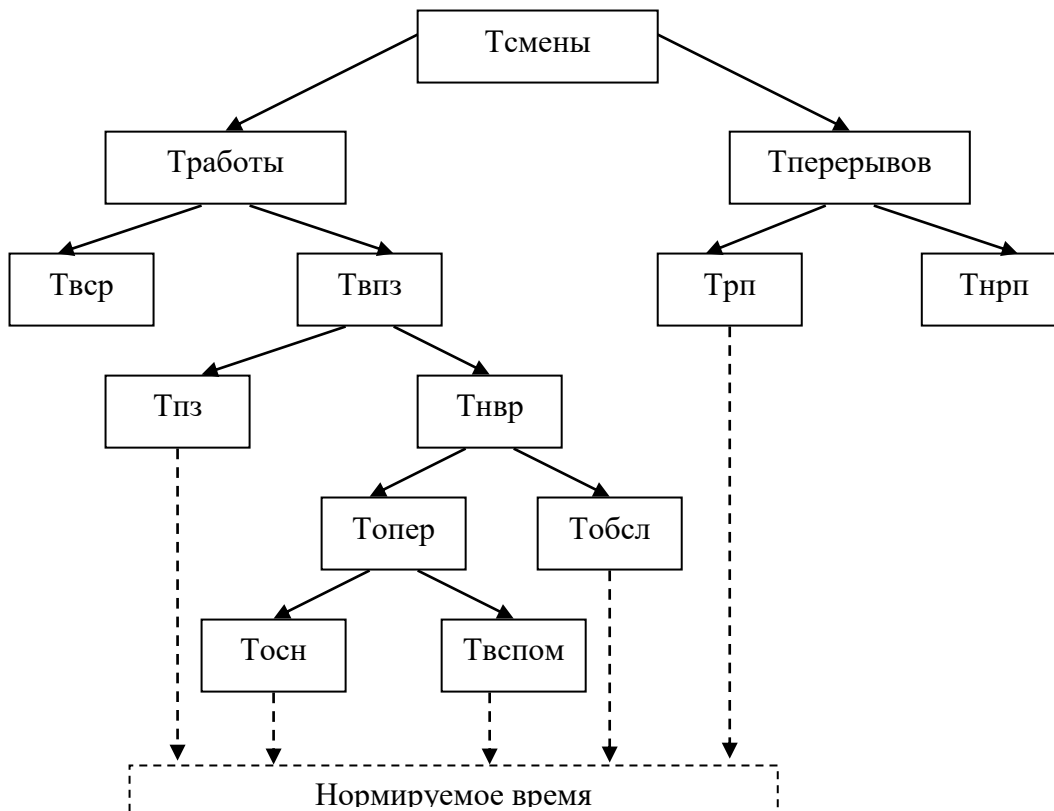 Тсмены
Тработы
Тперерывов
Твср
Твпз
Трп
Тнрп
Тпз
Тнвр
Топер
Тобсл
Тосн
Твспом
Нормируемое время